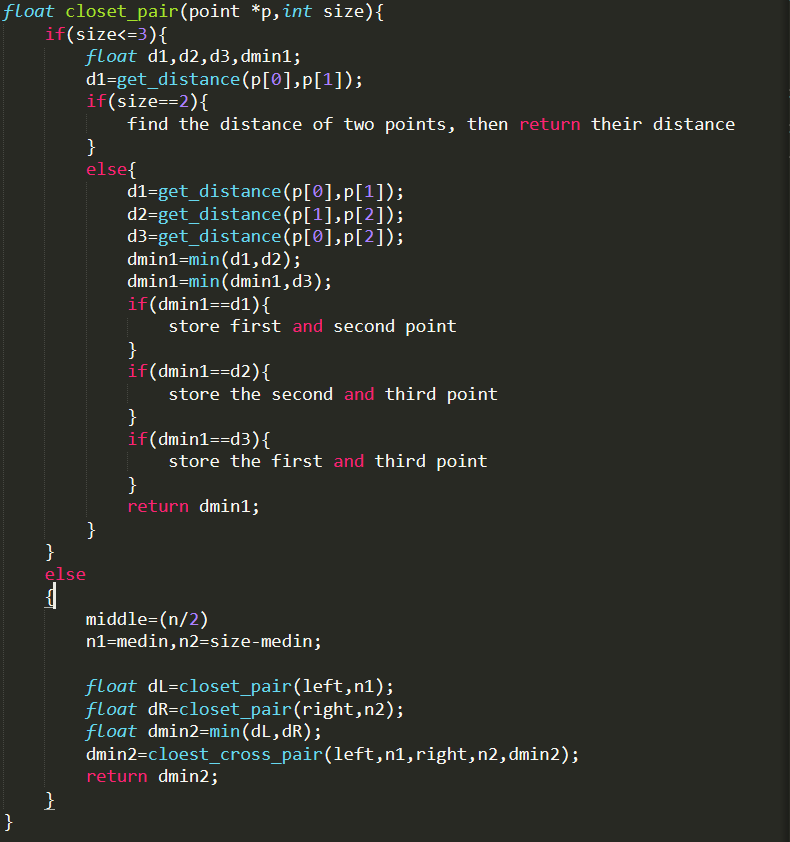 float closet_pair(point *p,int size){
if(size<=3){
float d1,d2,d3,dmin1;
d1=get_distance(p[0],p[1]);
if(size==2){
find the distance of two points, then return their distance
}
else{
d1=get_distance(p[0],p[1]);
d2=get_distance(p[1],p[2]);
d3=get_distance(p[0],p[2]);
dmin1=min(d1,d2);
dmin1=min(dmin1,d3);
if(dmin1==d1){
store first and second point
}
if(dmin1==d2){
store the second and third point
}
if(dmin1==d3){
store the first and third point
}
return dmin1;
}
}
else
{
middle=(n/2)
n1=medin,n2=size-medin;
float dL=closet_pair(left,n1);
float dR=closet_pair(right,n2);
float dmin2=min(dL,dR);
dmin2=cloest_cross_pair(left,n1,right,n2,dmin2);
return dmin2;
}
}